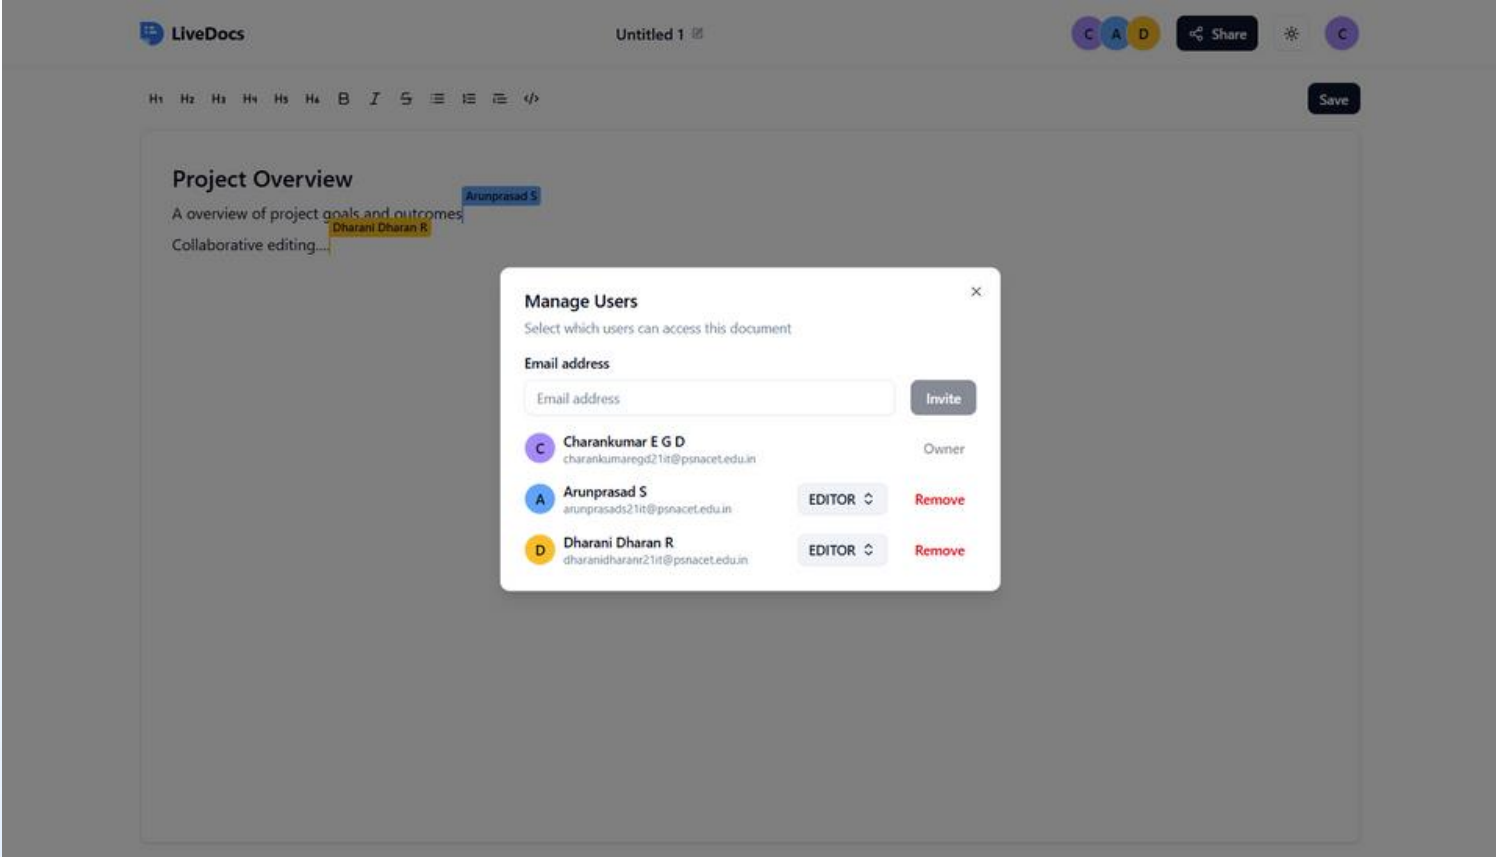 LiveDocs
Untitled 1
C A D
Share
C
H1 H2 H3 H4 H5 H6 B I S </>
Save
Project Overview
Arunprasad S
A overview of project goals and outcomes
Dharani Dharan R
Collaborative editing...
Manage Users
Select which users can access this document
Email address
Email address
Invite
C
Charankumar E G D
charankumaregd21it@psnacet.edu.in
Owner
A
Arunprasad S
arunprasads21it@psnacet.edu.in
EDITOR
Remove
D
Dharani Dharan R
dharanidharanr21it@psnacet.edu.in
EDITOR
Remove